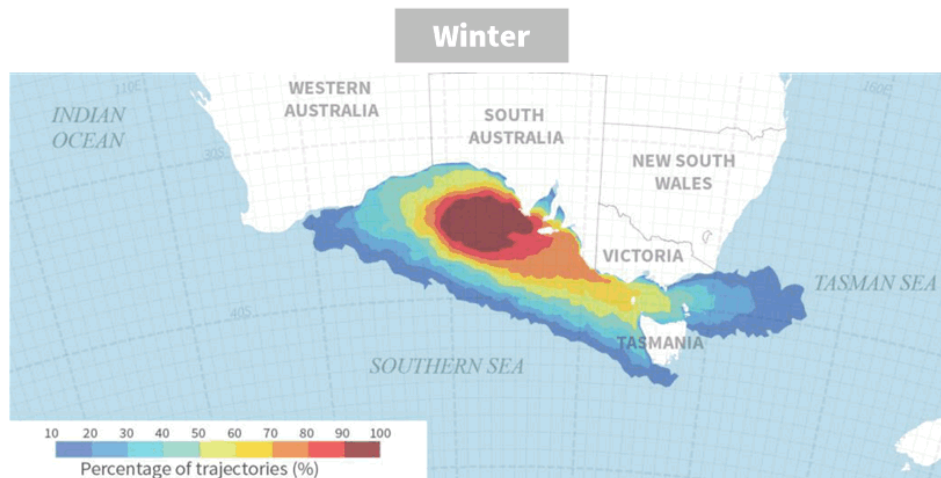 Winter
110E
160E
WESTERN
AUSTRALIA
INDIAN
OCEAN
SOUTH
AUSTRALIA
30S
NEW SOUTH
WALES
VICTORIA
TASMAN SEA
40S
TASMANIA
SOUTHERN SEA
10 20 30 40 50 60 70 80 90 100
Percentage of trajectories (%)